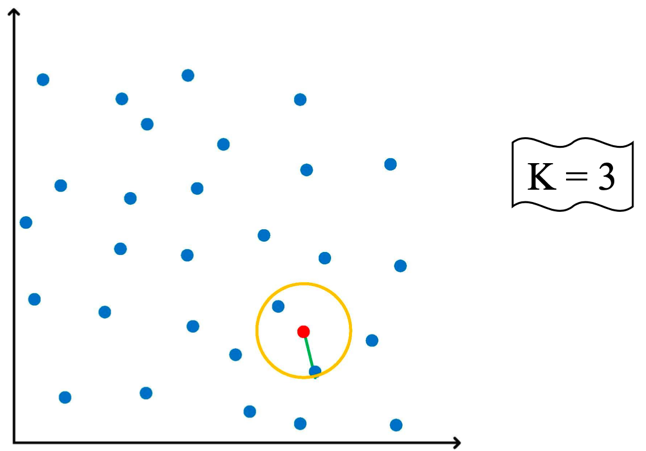 K = 3